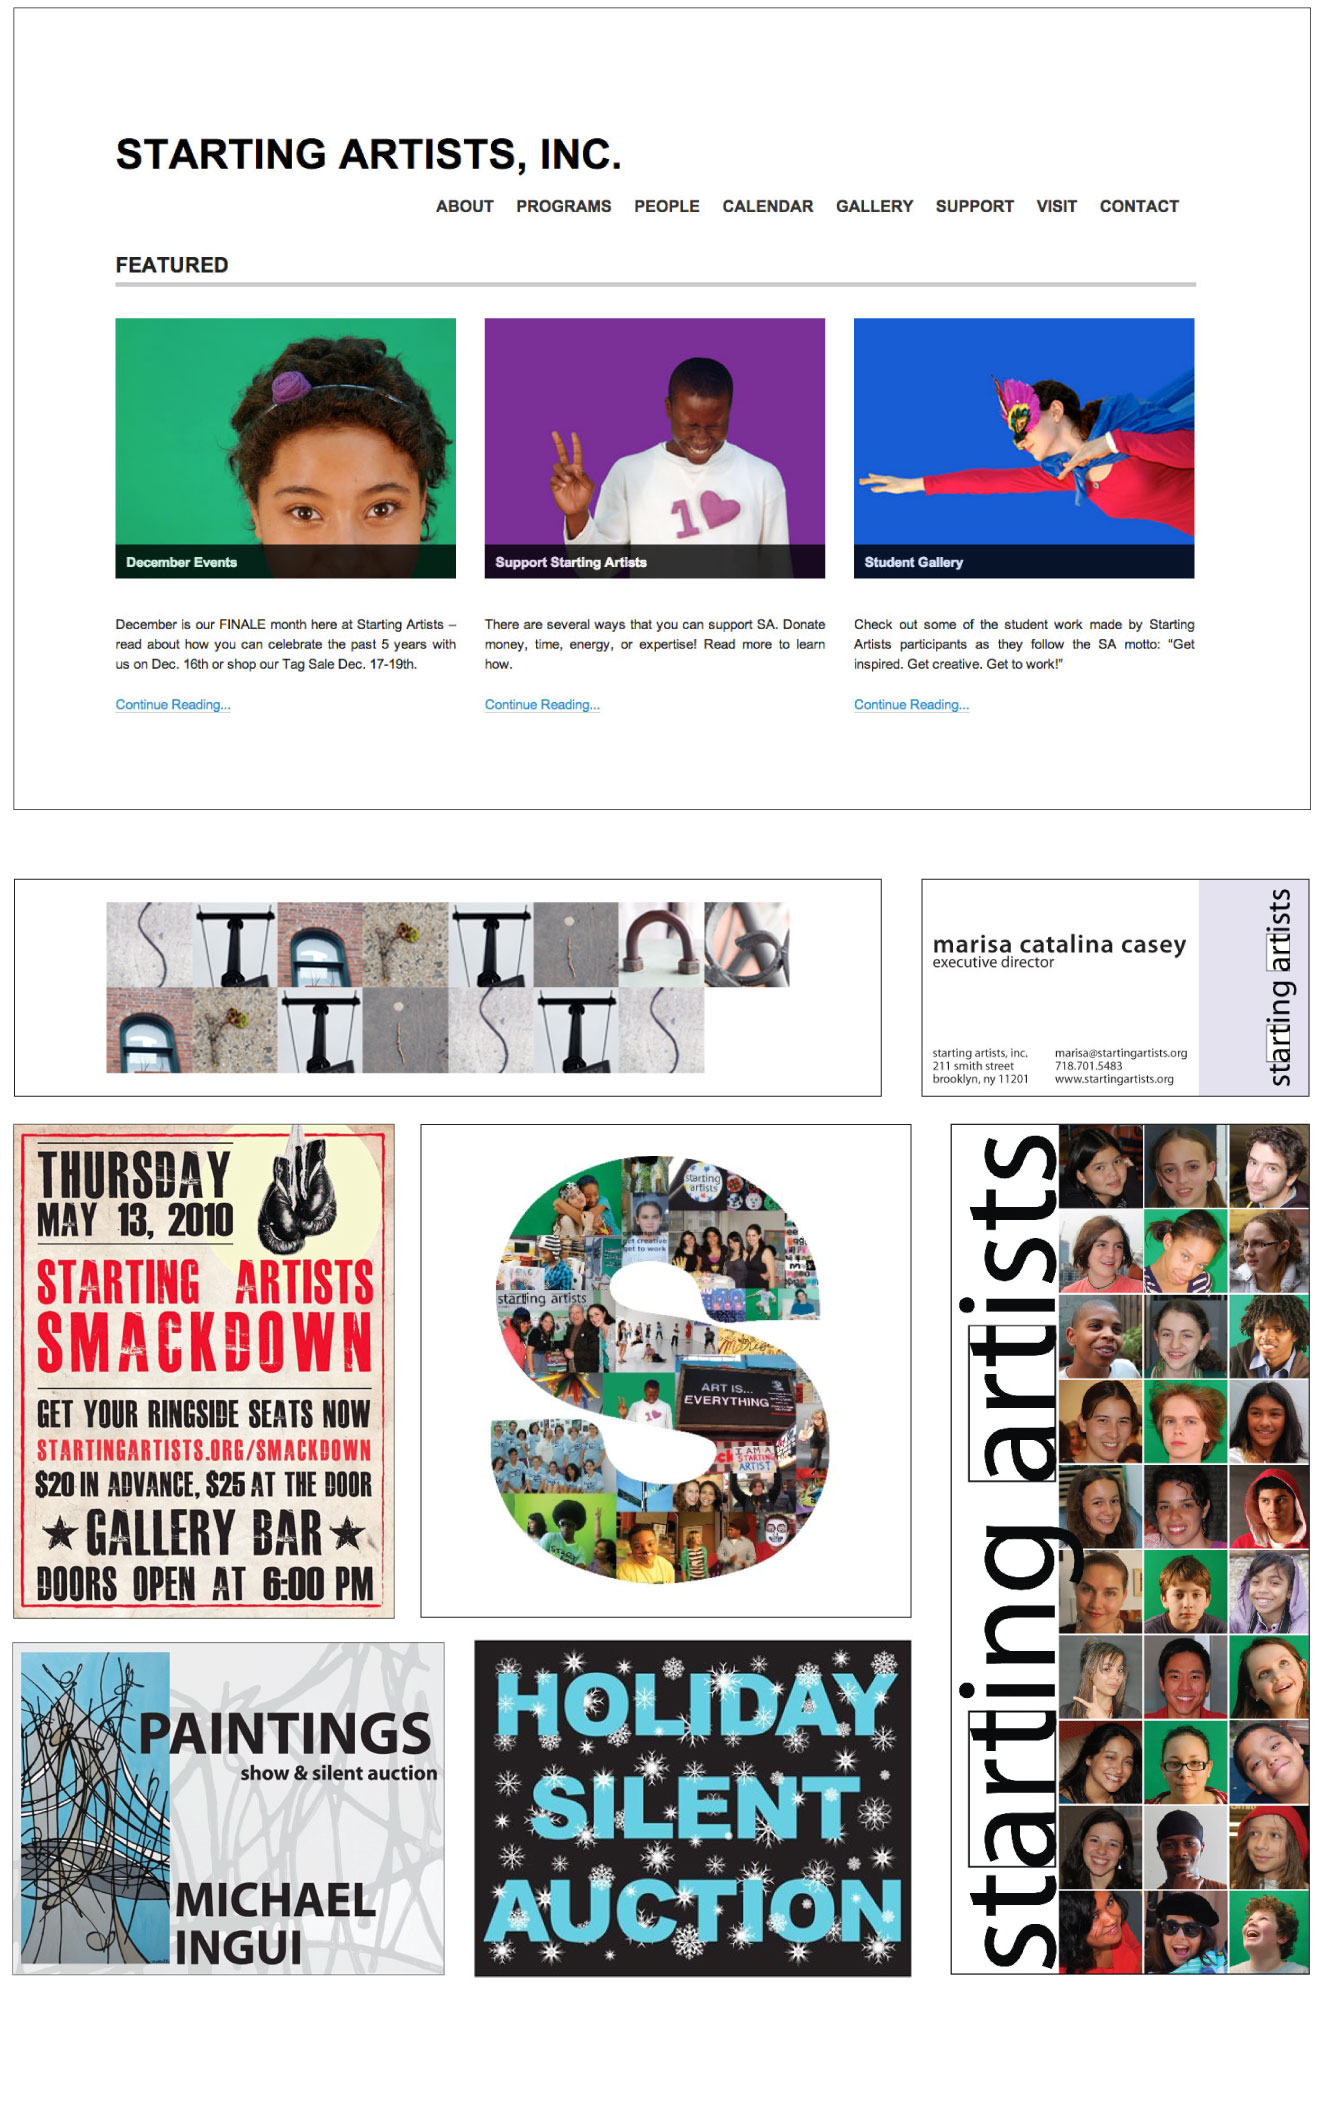 STARTING ARTISTS, INC.
ABOUT PROGRAMS PEOPLE CALENDAR GALLERY SUPPORT VISIT CONTACT
FEATURED
December Events
December is our FINALE month here at Starting Artists –
read about how you can celebrate the past 5 years with
us on Dec. 16th or shop our Tag Sale Dec. 17-19th.
Continue Reading...
1
Support Starting Artists
There are several ways that you can support SA. Donate
money, time, energy, or expertise! Read more to learn
how.
Continue Reading...
Student Gallery
Check out some of the student work made by Starting
Artists participants as they follow the SA motto: “Get
inspired. Get creative. Get to work!”
Continue Reading...
marisa catalina casey
executive director
starting artists, inc.
211 smith street
brooklyn, ny 11201
marisa@startingartists.org
718.701.5483
www.startingartists.org
starting artists
THURSDAY
MAY 13, 2010
STARTING ARTISTS
SMACKDOWN
GET YOUR RINGSIDE SEATS NOW
STARTINGARTISTS.ORG/SMACKDOWN
$20 IN ADVANCE, $25 AT THE DOOR
GALLERY BAR
DOORS OPEN AT 6:00 PM
starting
artists
get creative
get to work
starting artists
ART IS...
EVERYTHING
1
I AM A
STARTING
ARTIST
starting artists
PAINTINGS
show & silent auction
MICHAEL
INGUI
HOLIDAY
SILENT
AUCTION